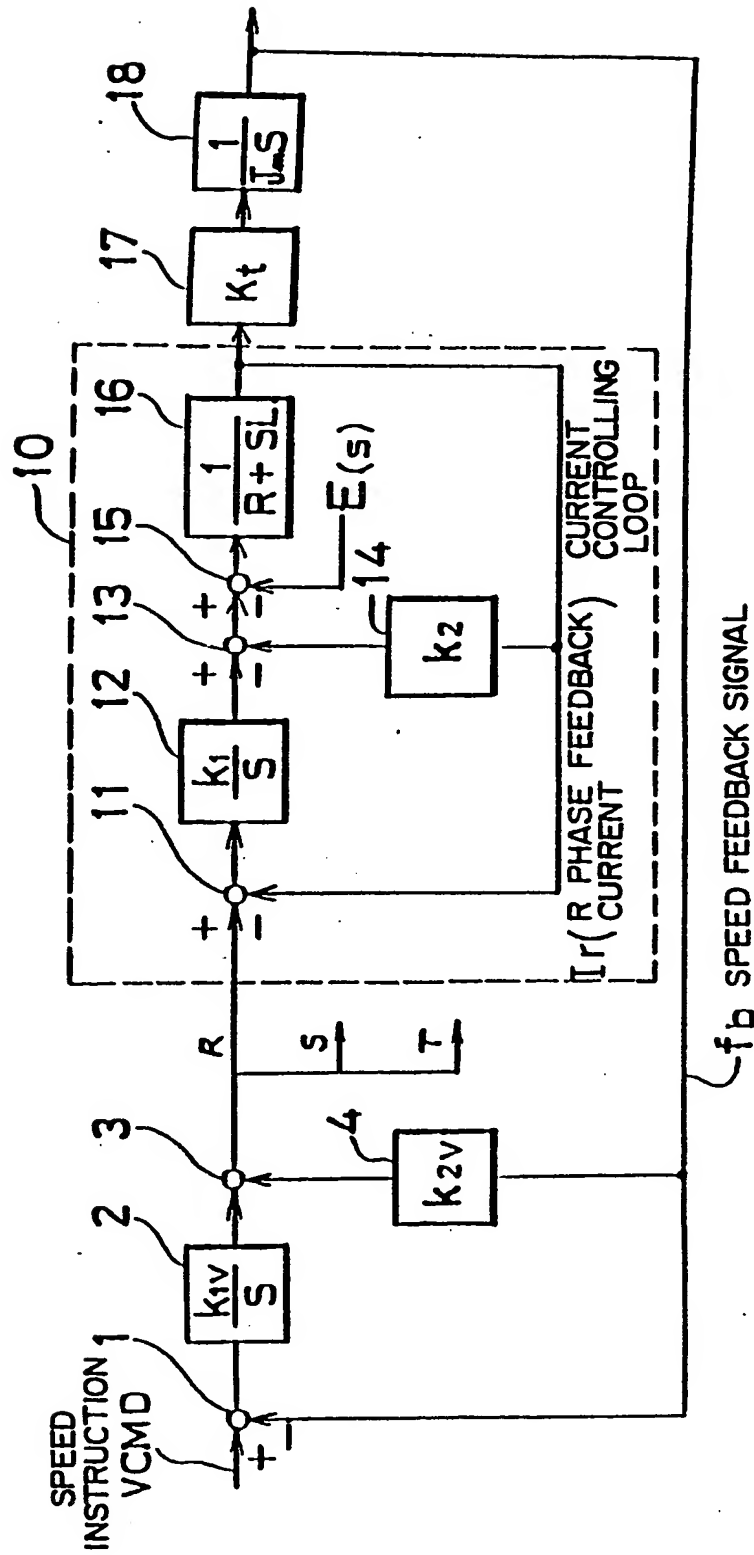 SPEED
INSTRUCTION
VCMD
+
−
1
2
k1V
S
3
4
k2V
R
S
T
10
+
−
11
12
k1
S
13
+
−
14
k2
15
+
−
E(s)
16
1
R+SL
17
Kt
18
1
JmS
Ir(R PHASE FEEDBACK)
CURRENT
CURRENT
CONTROLLING
LOOP
fb SPEED FEEDBACK SIGNAL